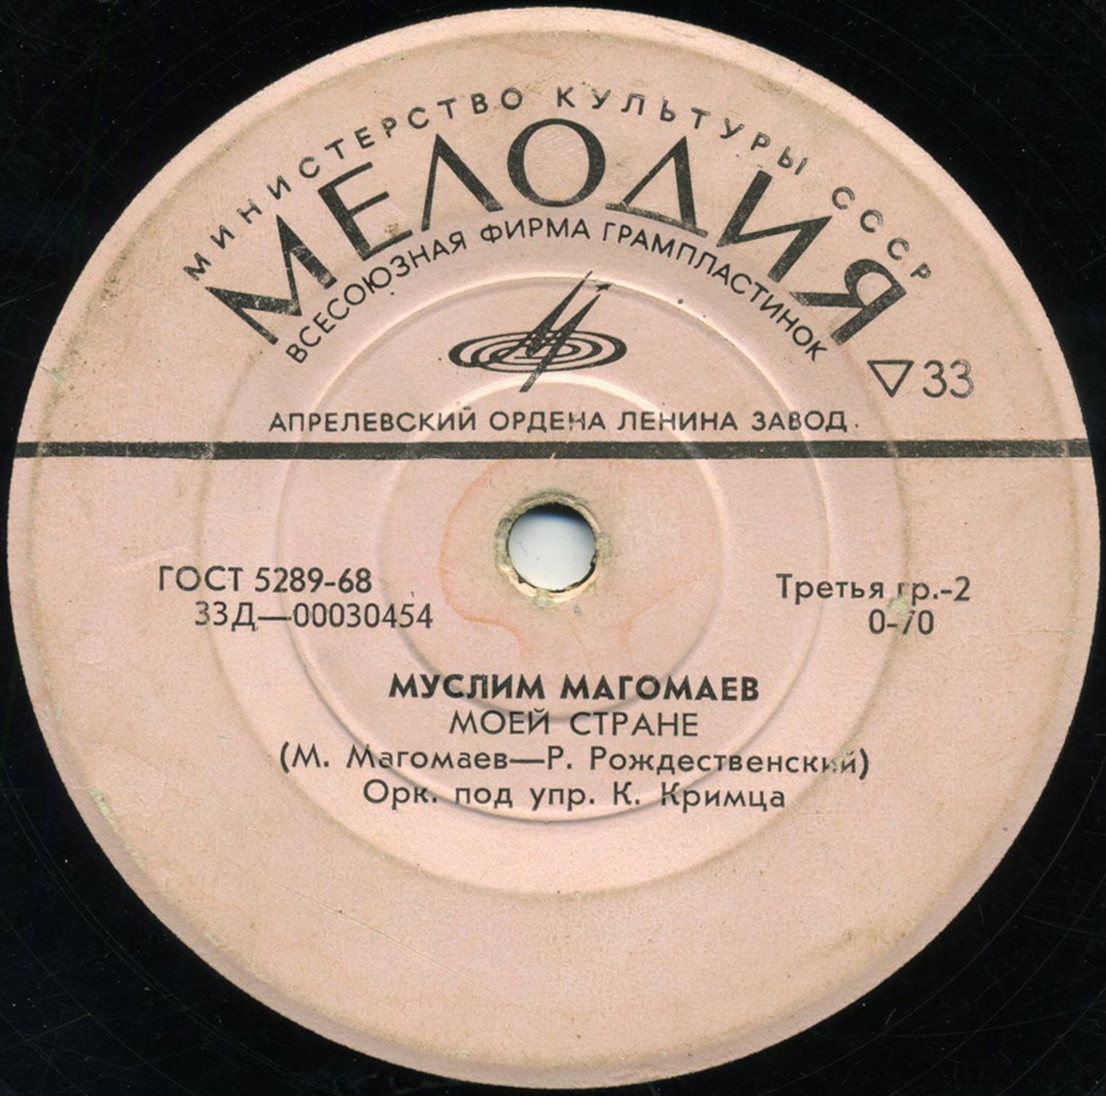 МИНИСТЕРСТВО КУЛЬТУРЫ СССР
МЕЛОДИЯ
ВСЕСОЮЗНАЯ ФИРМА ГРАМПЛАСТИНОК
▽33
АПРЕЛЕВСКИЙ ОРДЕНА ЛЕНИНА ЗАВОД.
ГОСТ 5289-68
33Д—00030454
Третья гр.-2
0-70
МУСЛИМ МАГОМАЕВ
МОЕЙ СТРАНЕ
(М. Магомаев—Р. Рождественский)
Орк. под упр. К. Кримца